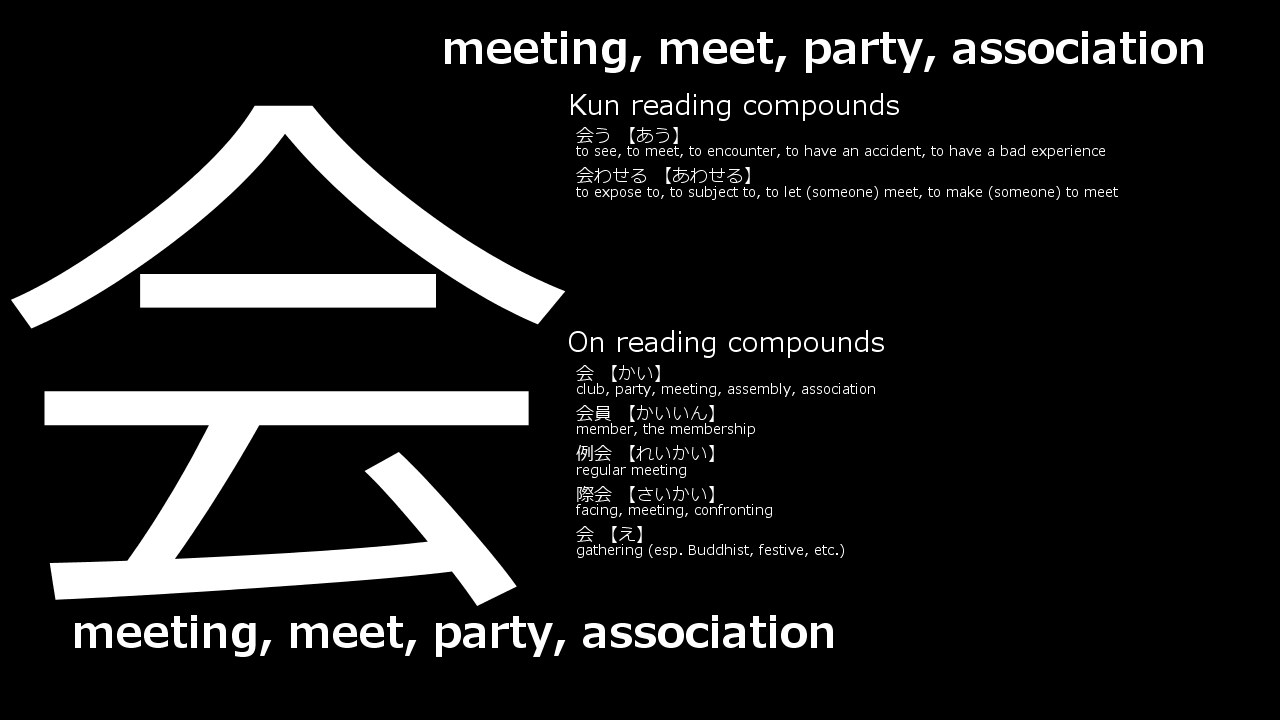 meeting, meet, party, association
会
Kun reading compounds
会う 【あう】
to see, to meet, to encounter, to have an accident, to have a bad experience
会わせる 【あわせる】
to expose to, to subject to, to let (someone) meet, to make (someone) to meet
On reading compounds
会 【かい】
club, party, meeting, assembly, association
会員 【かいいん】
member, the membership
例会 【れいかい】
regular meeting
際会 【さいかい】
facing, meeting, confronting
会 【え】
gathering (esp. Buddhist, festive, etc.)
meeting, meet, party, association